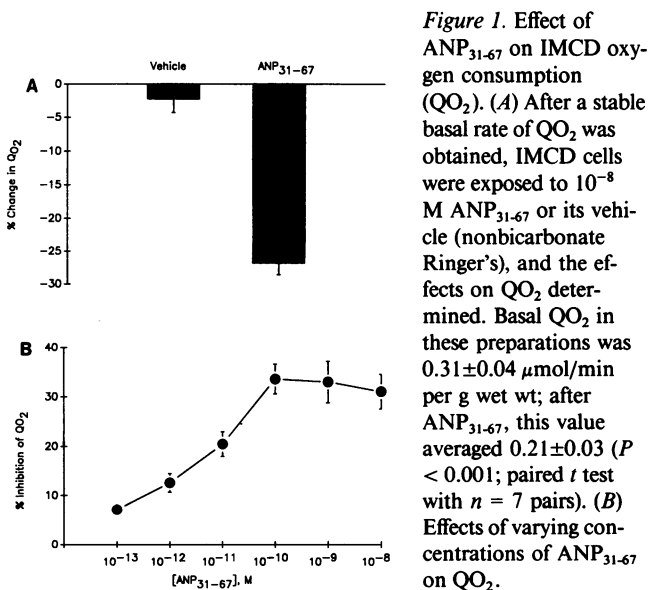 A
Vehicle
ANP31-67
% Change in QO2
0
−5
−10
−15
−20
−25
−30
B
% Inhibition of QO2
40
30
20
10
0
10−13
10−12
10−11
10−10
10−9
10−8
[ANP31−67], M
Figure 1. Effect of
ANP31-67 on IMCD oxy-
gen consumption
(QO2). (A) After a stable
basal rate of QO2 was
obtained, IMCD cells
were exposed to 10−8
M ANP31-67 or its vehi-
cle (nonbicarbonate
Ringer's), and the ef-
fects on QO2 deter-
mined. Basal QO2 in
these preparations was
0.31±0.04 μmol/min
per g wet wt; after
ANP31-67, this value
averaged 0.21±0.03 (P
< 0.001; paired t test
with n = 7 pairs). (B)
Effects of varying con-
centrations of ANP31-67
on QO2.